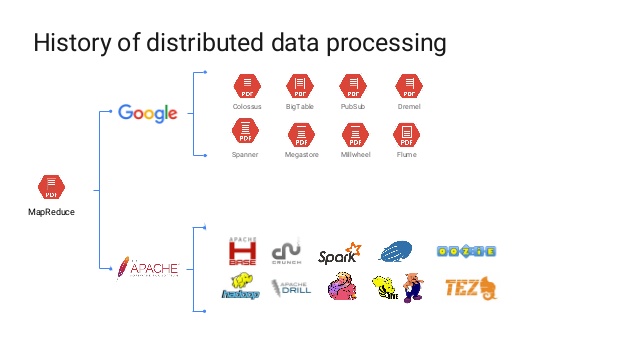 History of distributed data processing
PDF PDF PDF PDF
Colossus BigTable PubSub Dremel
Google
PDF PDF PDF PDF
Spanner Megastore Millwheel Flume
PDF
MapReduce
APACHE
HBASE
CRUNCH
Spark
OOZIE
APACHE
hadoop
APACHE
DRILL
HIVE
TEZ